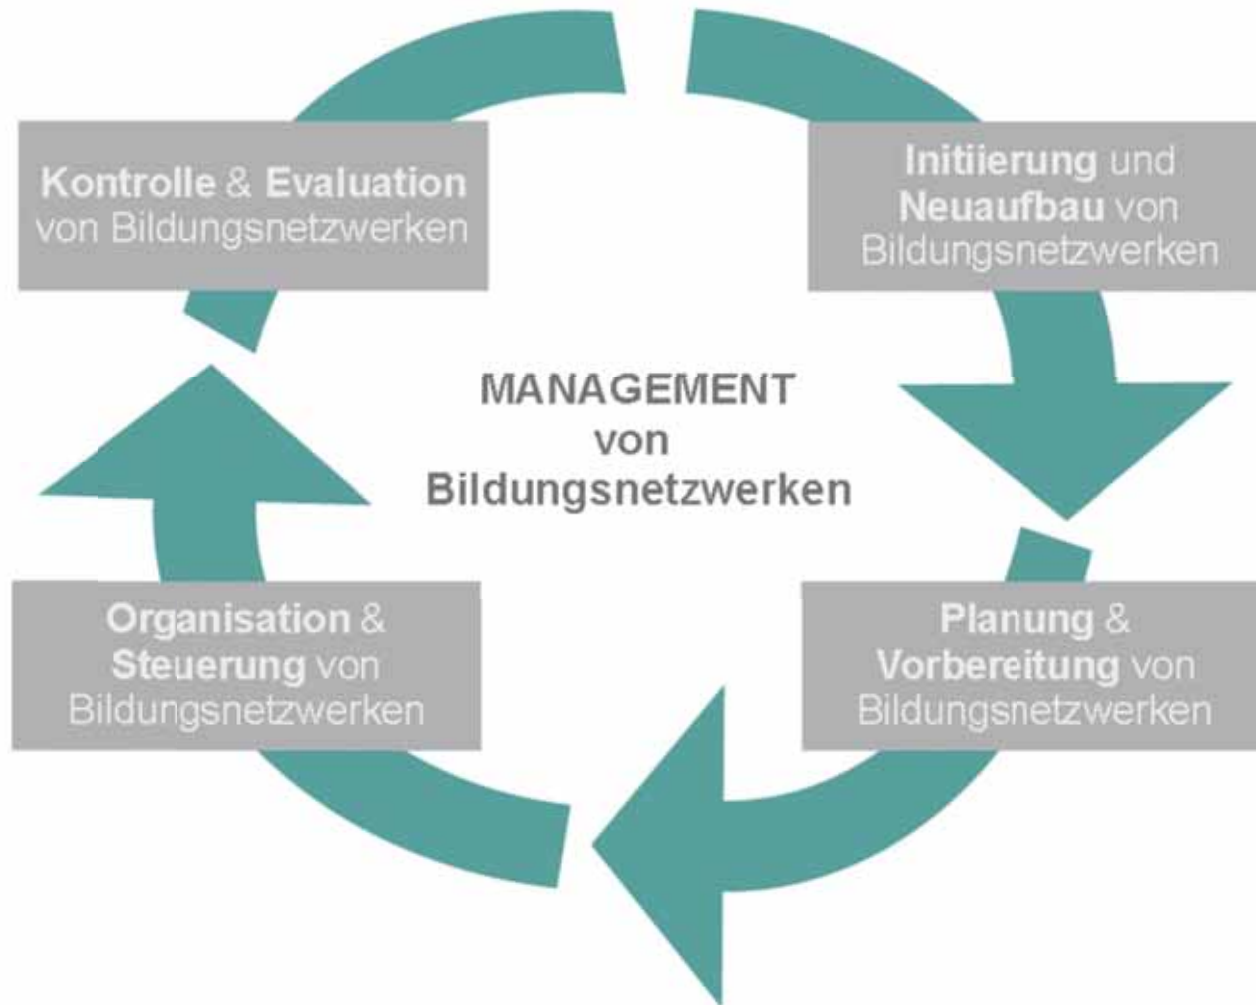 Kontrolle & Evaluation
von Bildungsnetzwerken
Initiierung und
Neuaufbau von
Bildungsnetzwerken
MANAGEMENT
von
Bildungsnetzwerken
Organisation &
Steuerung von
Bildungsnetzwerken
Planung &
Vorbereitung von
Bildungsnetzwerken